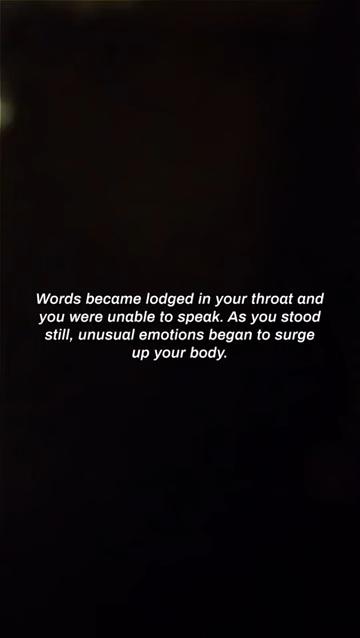 Words became lodged in your throat and
you were unable to speak. As you stood
still, unusual emotions began to surge
up your body.